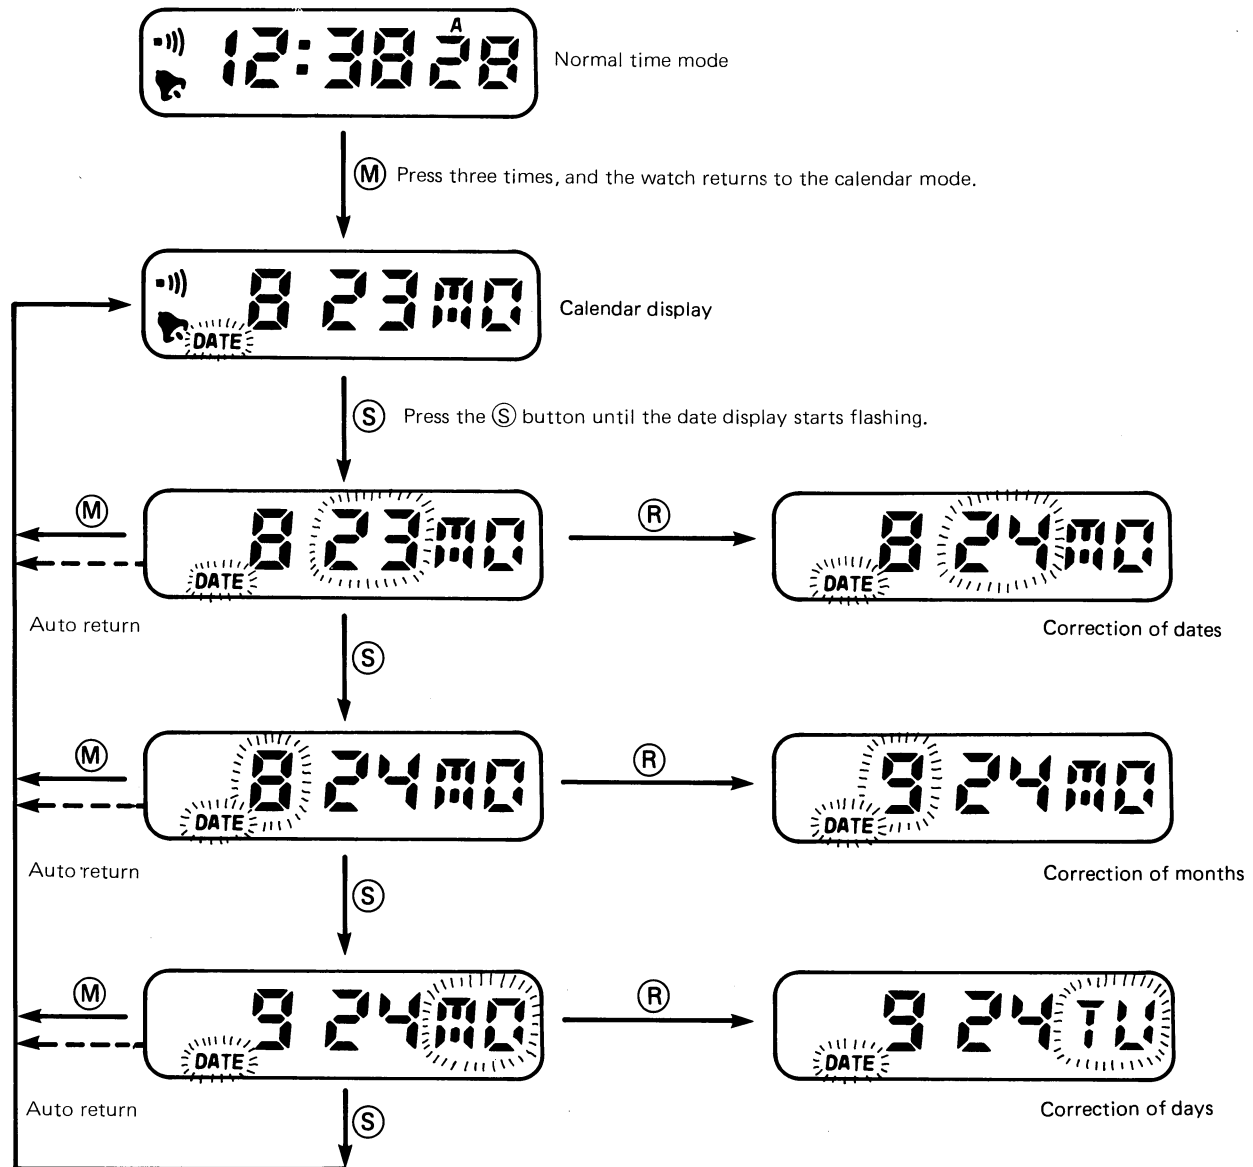 A
12:38 28
Normal time mode
Ⓜ Press three times, and the watch returns to the calendar mode.
8 23 MO
DATE
Calendar display
Ⓢ Press the Ⓢ button until the date display starts flashing.
Ⓜ
8 23 MO
DATE
Ⓡ
8 24 MO
DATE
Auto return
Correction of dates
Ⓢ
Ⓜ
8 24 MO
DATE
Ⓡ
9 24 MO
DATE
Auto return
Correction of months
Ⓢ
Ⓜ
9 24 MO
DATE
Ⓡ
9 24 TU
DATE
Auto return
Correction of days
Ⓢ